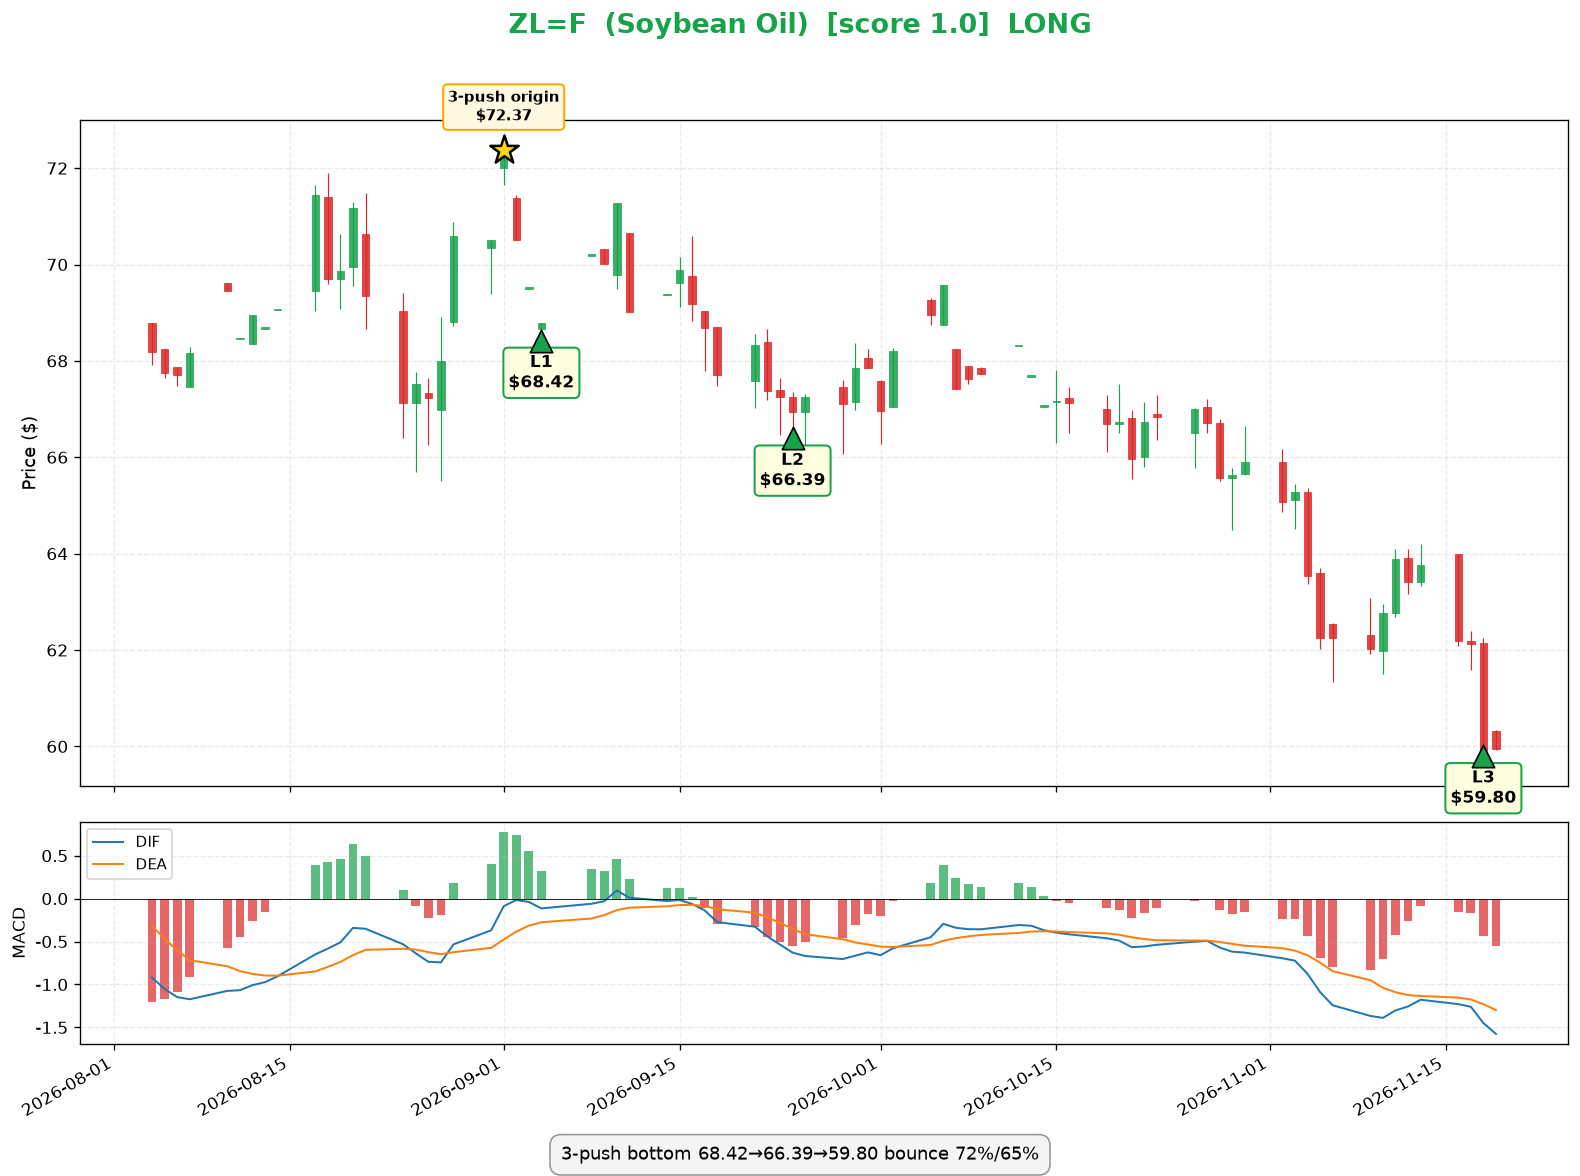 ZL=F (Soybean Oil) [score 1.0] LONG
3-push origin
$72.37
72
70
68
66
64
62
60
Price ($)
L1
$68.42
L2
$66.39
L3
$59.80
DIF
DEA
0.5
0.0
-0.5
-1.0
-1.5
MACD
2026-08-01
2026-08-15
2026-09-01
2026-09-15
2026-10-01
2026-10-15
2026-11-01
2026-11-15
3-push bottom 68.42→66.39→59.80 bounce 72%/65%